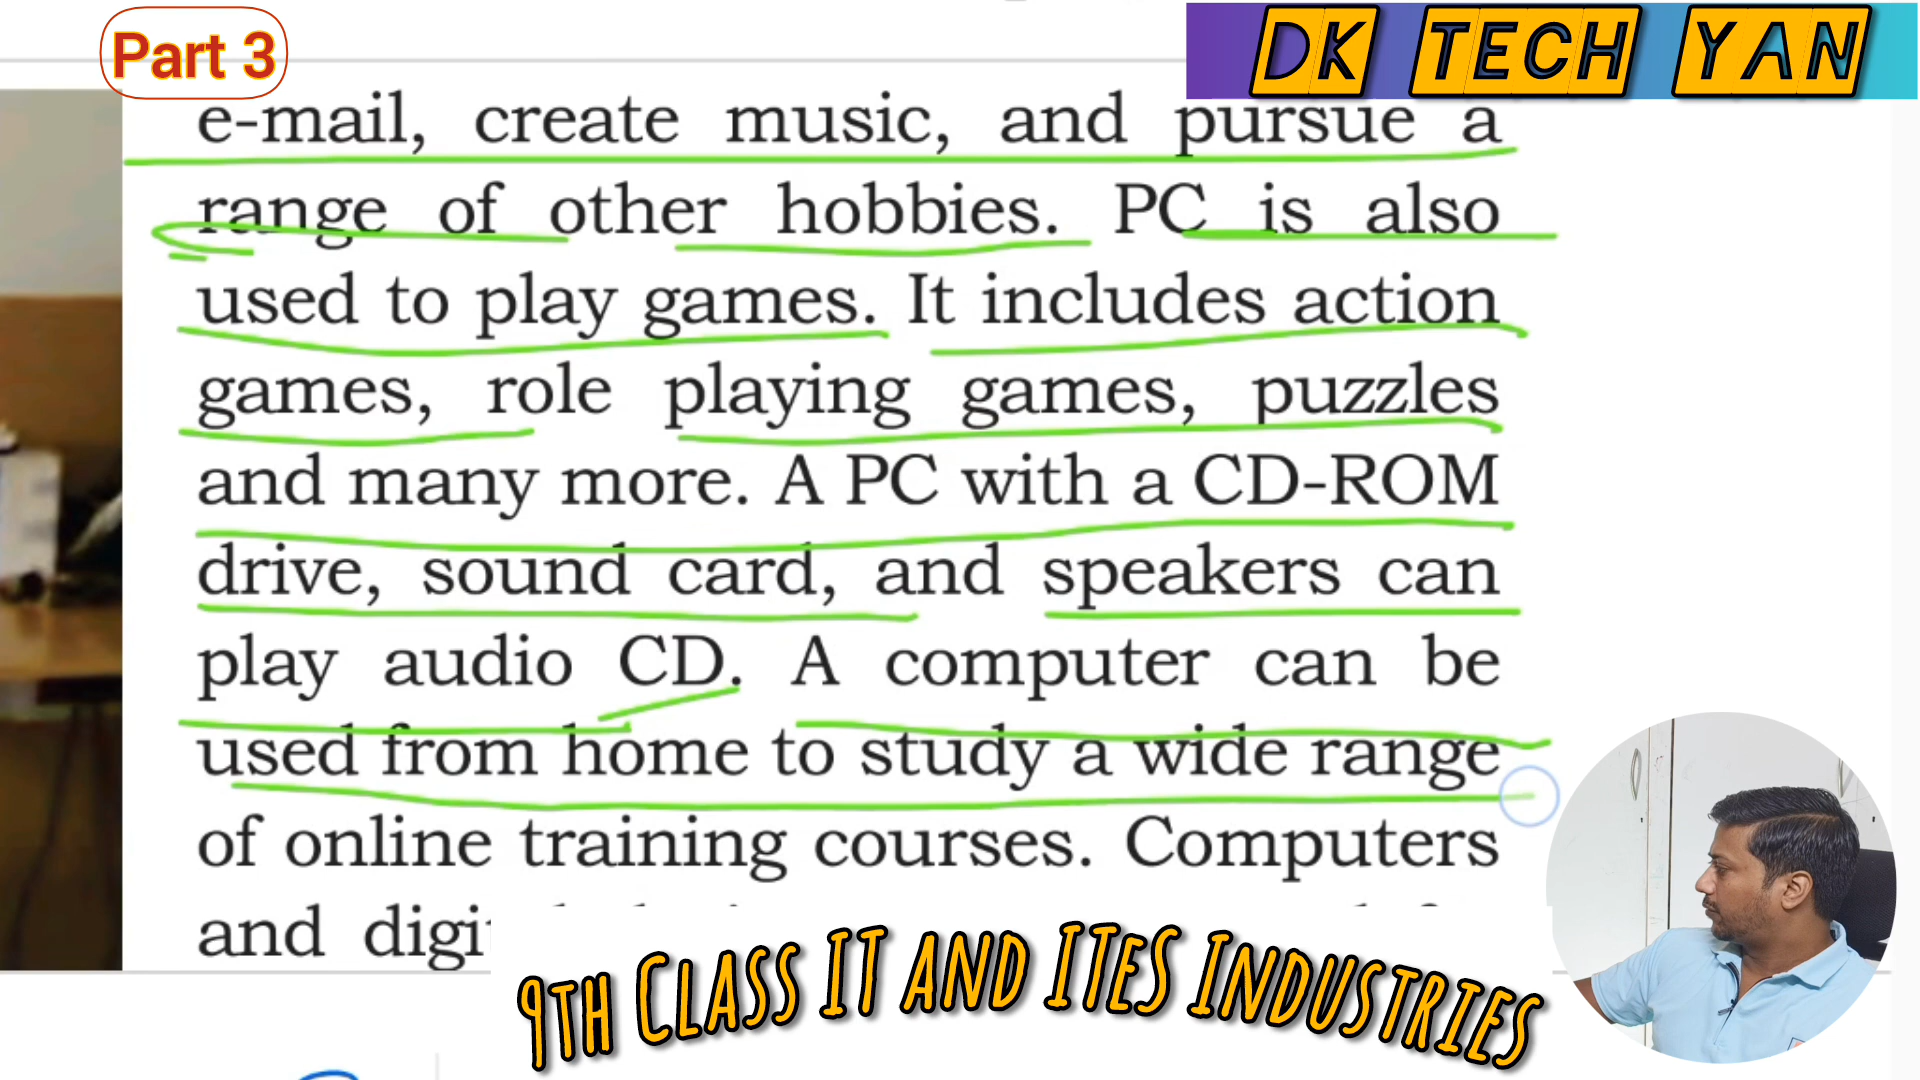 Part 3
DK TECH YAN
e-mail, create music, and pursue a
range of other hobbies. PC is also
used to play games. It includes action
games, role playing games, puzzles
and many more. A PC with a CD-ROM
drive, sound card, and speakers can
play audio CD. A computer can be
used from home to study a wide range
of online training courses. Computers
and
9th Class IT and ITeS Industries